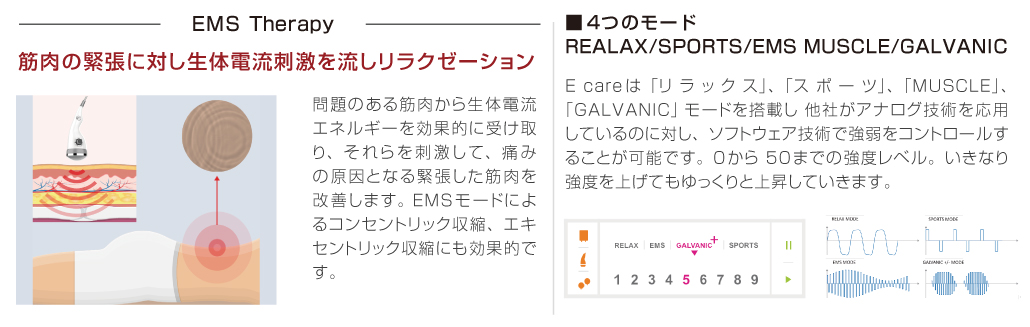 EMS Therapy
筋肉の緊張に対し生体電流刺激を流しリラクゼーション
問題のある筋肉から生体電流
エネルギーを効果的に受け取
り、それらを刺激して、痛み
の原因となる緊張した筋肉を
改善します。EMSモードによ
るコンセントリック収縮、エキ
セントリック収縮にも効果的で
す。
■4つのモード
REALAX/SPORTS/EMS MUSCLE/GALVANIC
E careは「リラックス」、「スポーツ」、「MUSCLE」、
「GALVANIC」モードを搭載し 他社がアナログ技術を応用
しているのに対し、ソフトウェア技術で強弱をコントロールす
ることが可能です。0から 50までの強度レベル。いきなり
強度を上げてもゆっくりと上昇していきます。
RELAX EMS GALVANIC+ SPORTS
1 2 3 4 5 6 7 8 9
RELAX MODE
SPORTS MODE
EMS MODE
GALVANIC +/- MODE